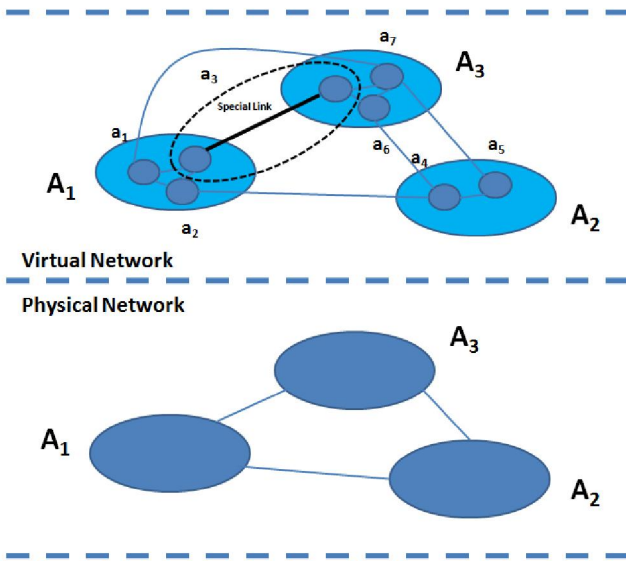 a₇
A₃
a₃
Special Link
a₁
a₆
a₄
a₅
A₁
a₂
A₂
Virtual Network
Physical Network
A₃
A₁
A₂